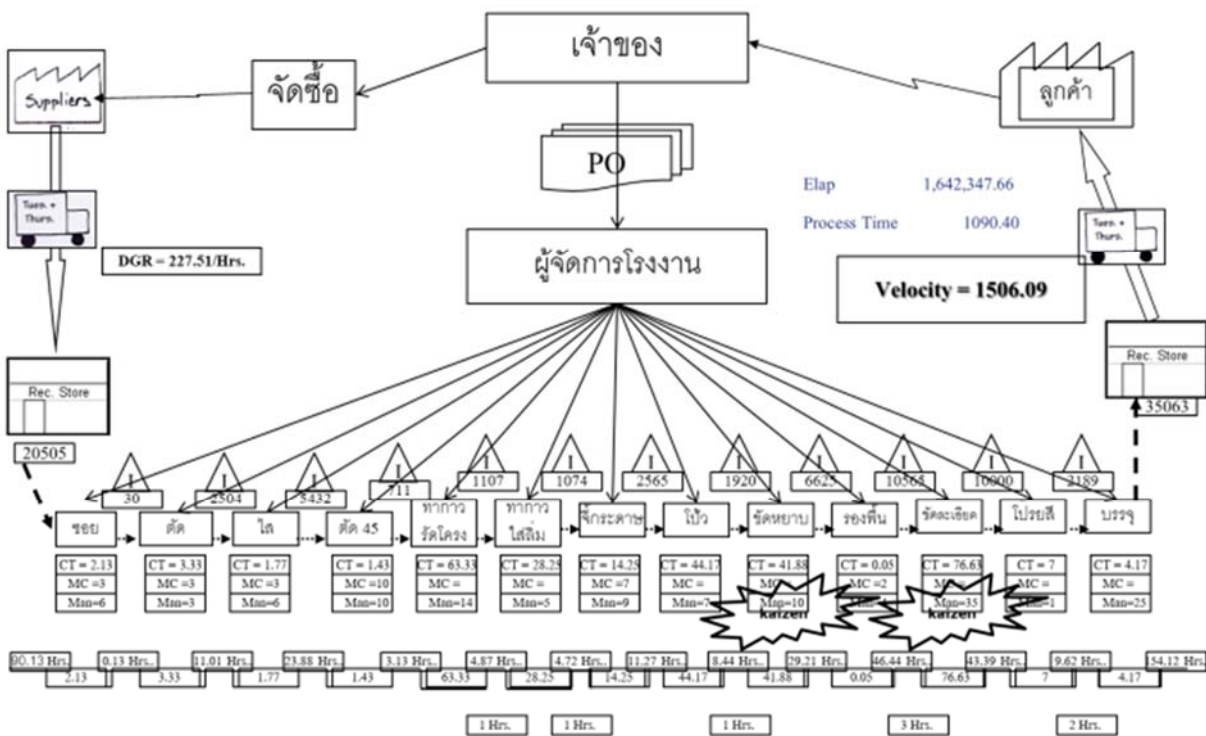 เจ้าของ
จัดซื้อ
Suppliers
ลูกค้า
PO
Elap 1,642,347.66
Process Time 1090.40
Tues. +
Thurs.
Tues. +
Thurs.
DGR = 227.51/Hrs.
ผู้จัดการโรงงาน
Velocity = 1506.09
Rec. Store
Rec. Store
35063
20505
I I I I I I I I I I I I
30 2504 5432 711 1107 1074 2565 1920 6625 10565 10000 2189
ซอย ตัด ไส ตัด 45 ทากาว ทากาว จี๊กระดาษ โป้ว ขัดหยาบ รองพื้น ขัดละเอียด โปรยสี บรรจุ
รัดโครง ใส่ลิ่ม
CT = 2.13 CT = 3.33 CT = 1.77 CT = 1.43 CT = 63.33 CT = 28.25 CT = 14.25 CT = 44.17 CT = 41.88 CT = 0.05 CT = 76.63 CT = 7 CT = 4.17
MC =3 MC =3 MC =3 MC =10 MC = MC = MC =7 MC = MC MC =2 MC = MC =
Man=6 Man=3 Man=6 Man=10 Man=14 Man=5 Man=9 Man=7 Man=10 Man=35 Man=1 Man=25
kaizen kaizen
90.13 Hrs. 0.13 Hrs.. 11.01 Hrs.. 23.88 Hrs.. 3.13 Hrs.. 4.87 Hrs.. 4.72 Hrs.. 11.27 Hrs.. 8.44 Hrs.. 29.21 Hrs.. 46.44 Hrs.. 43.39 Hrs.. 9.62 Hrs.. 54.12 Hrs..
2.13 3.33 1.77 1.43 63.33 28.25 14.25 44.17 41.88 0.05 76.63 7 4.17
1 Hrs. 1 Hrs. 1 Hrs. 3 Hrs. 2 Hrs.